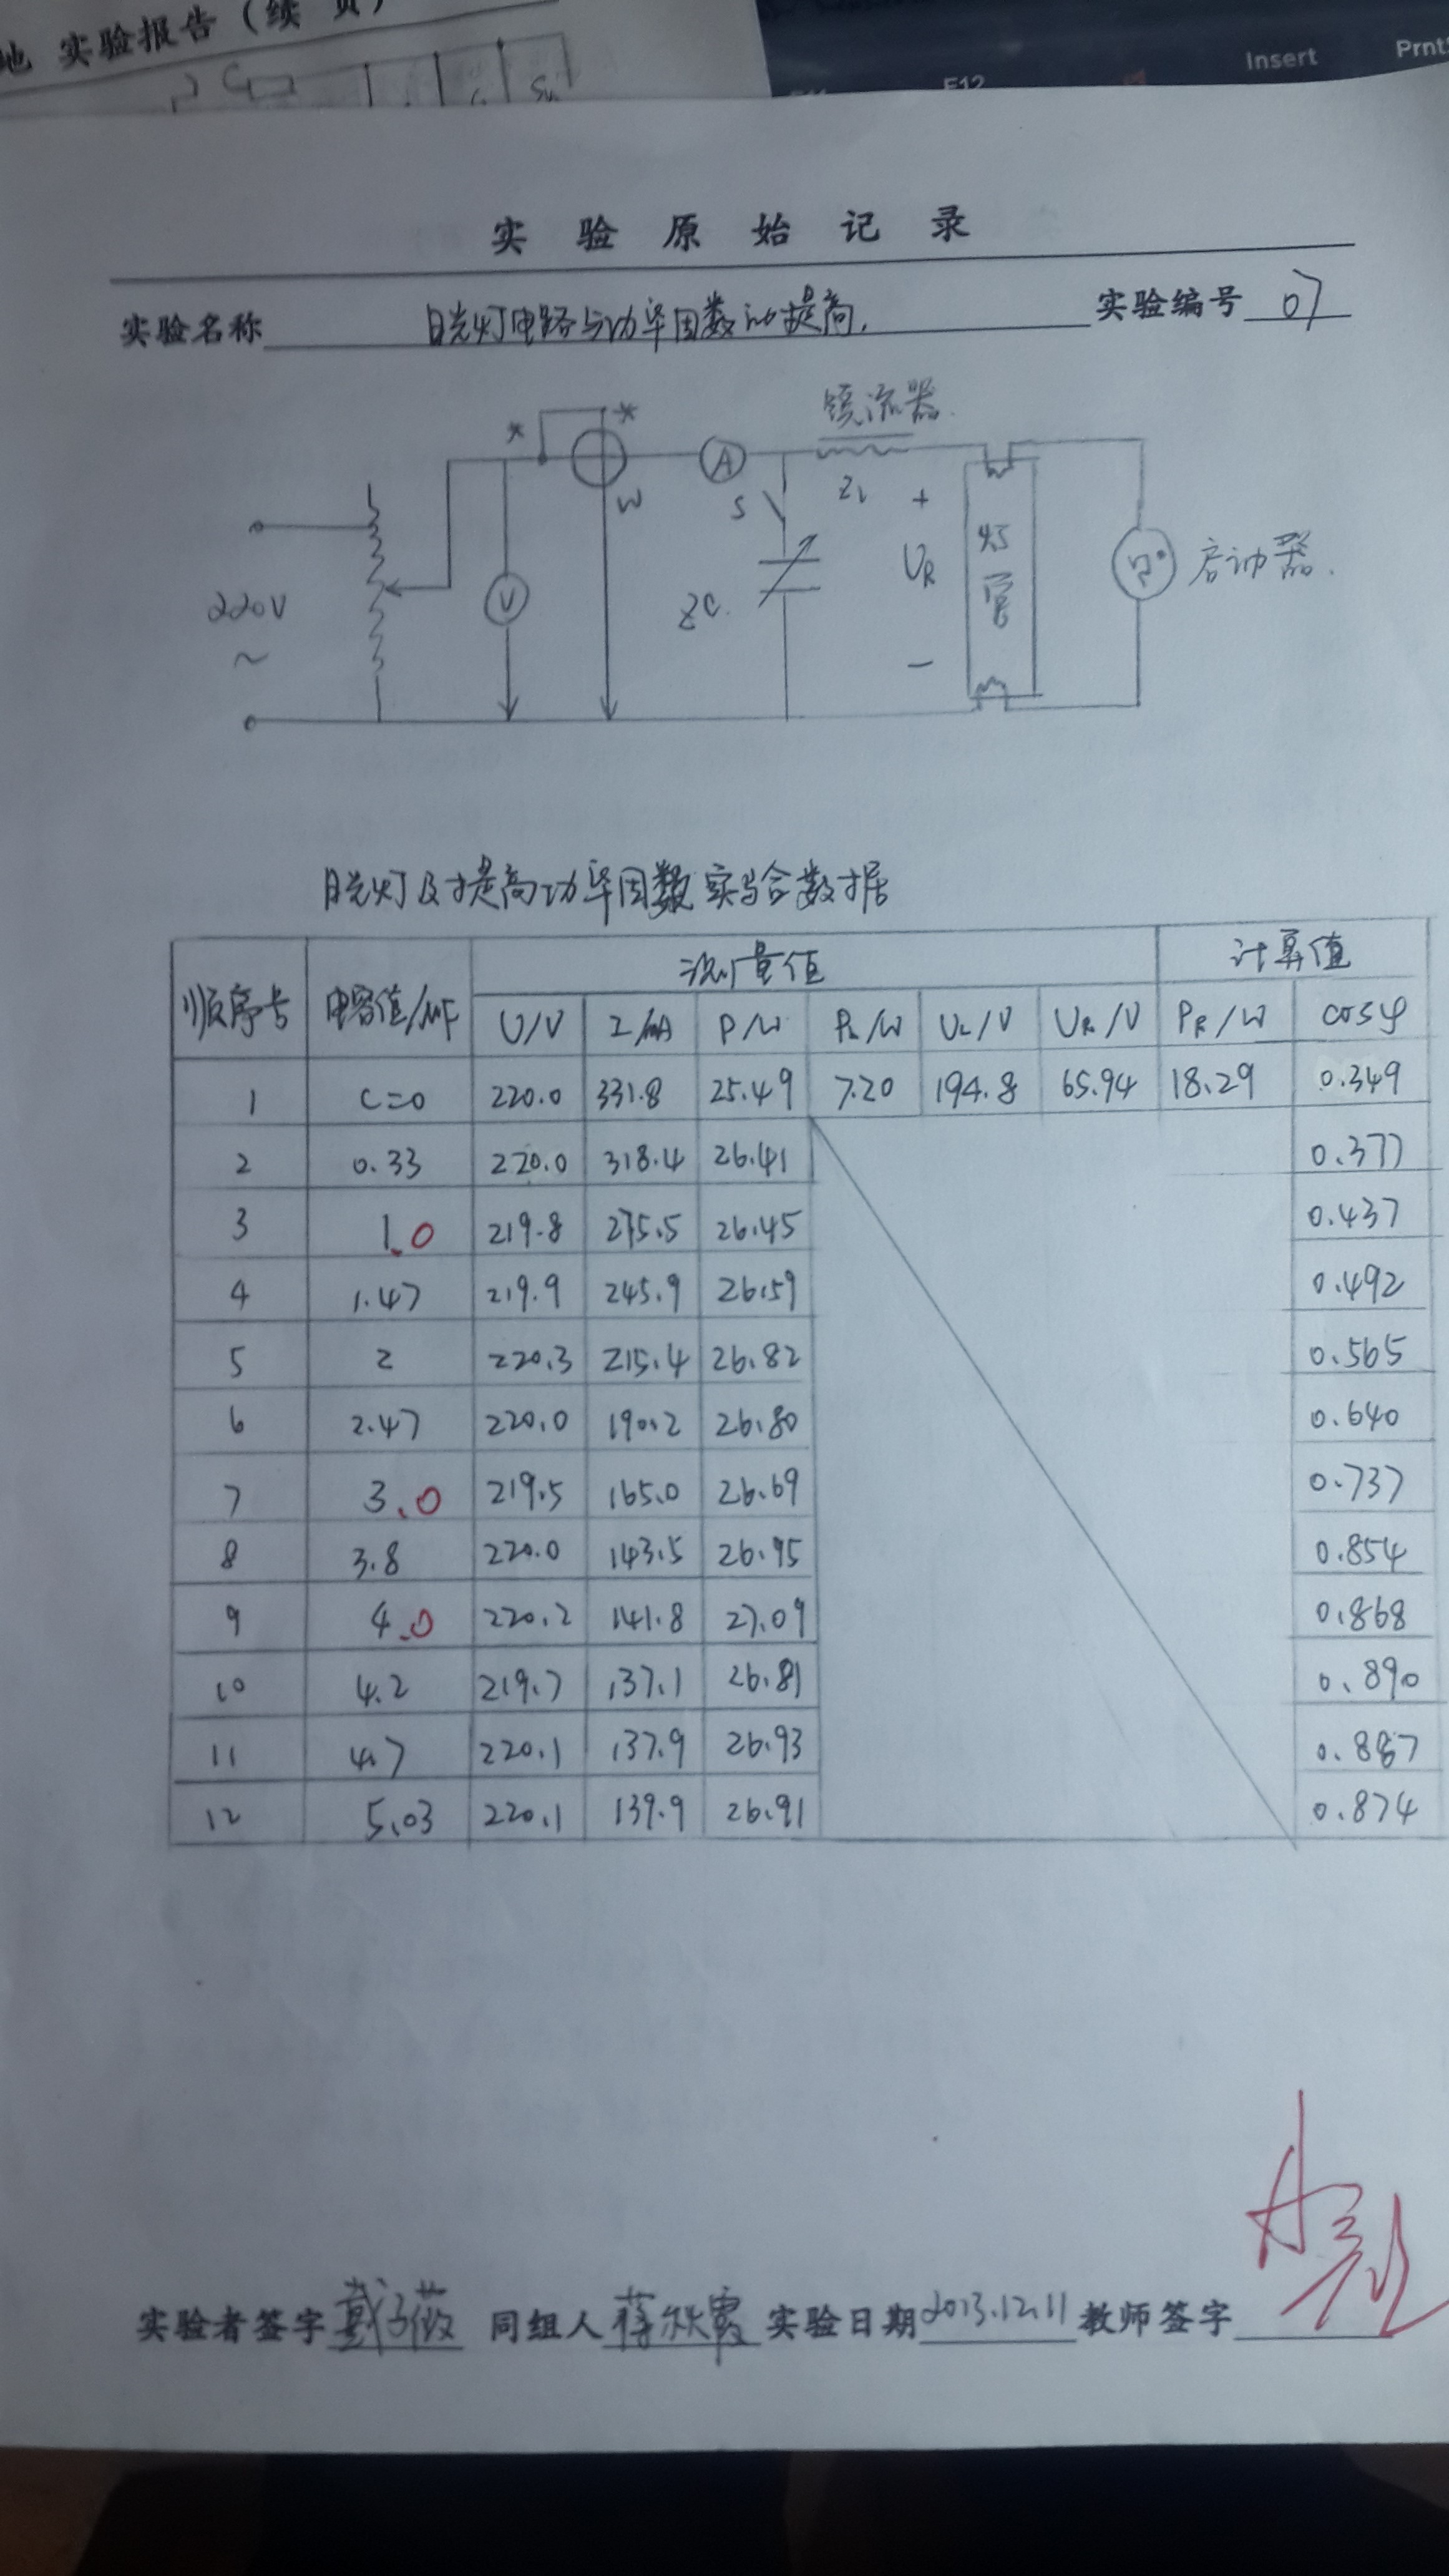 地 实验报告（续 页）
Insert
Prnt
F12
实验原始记录
实验名称 日光灯电路与功率因数的提高. 实验编号 07
镇流器.
* * W A S ZL + UR - 灯管 启动器.
220V ~ V ZC.
日光灯及提高功率因数实验数据
顺序号 电容值/μF 测量值 计算值
U/V I/mA P/W PL/W UL/V UR/V PR/W cosφ
1 C=0 220.0 331.8 25.49 7.20 194.8 65.94 18.29 0.349
2 0.33 220.0 318.4 26.41 0.377
3 1.0 219.8 275.5 26.45 0.437
4 1.47 219.9 245.9 26.59 0.492
5 2 220.3 215.4 26.82 0.565
6 2.47 220.0 190.2 26.80 0.640
7 3.0 219.5 165.0 26.69 0.737
8 3.8 220.0 143.5 26.95 0.854
9 4.0 220.2 141.8 27.09 0.868
10 4.2 219.7 137.1 26.81 0.890
11 4.7 220.1 137.9 26.93 0.887
12 5.03 220.1 139.9 26.91 0.874
实验者签字 戴子薇 同组人 蒋秋霞 实验日期 2013.12.11 教师签字